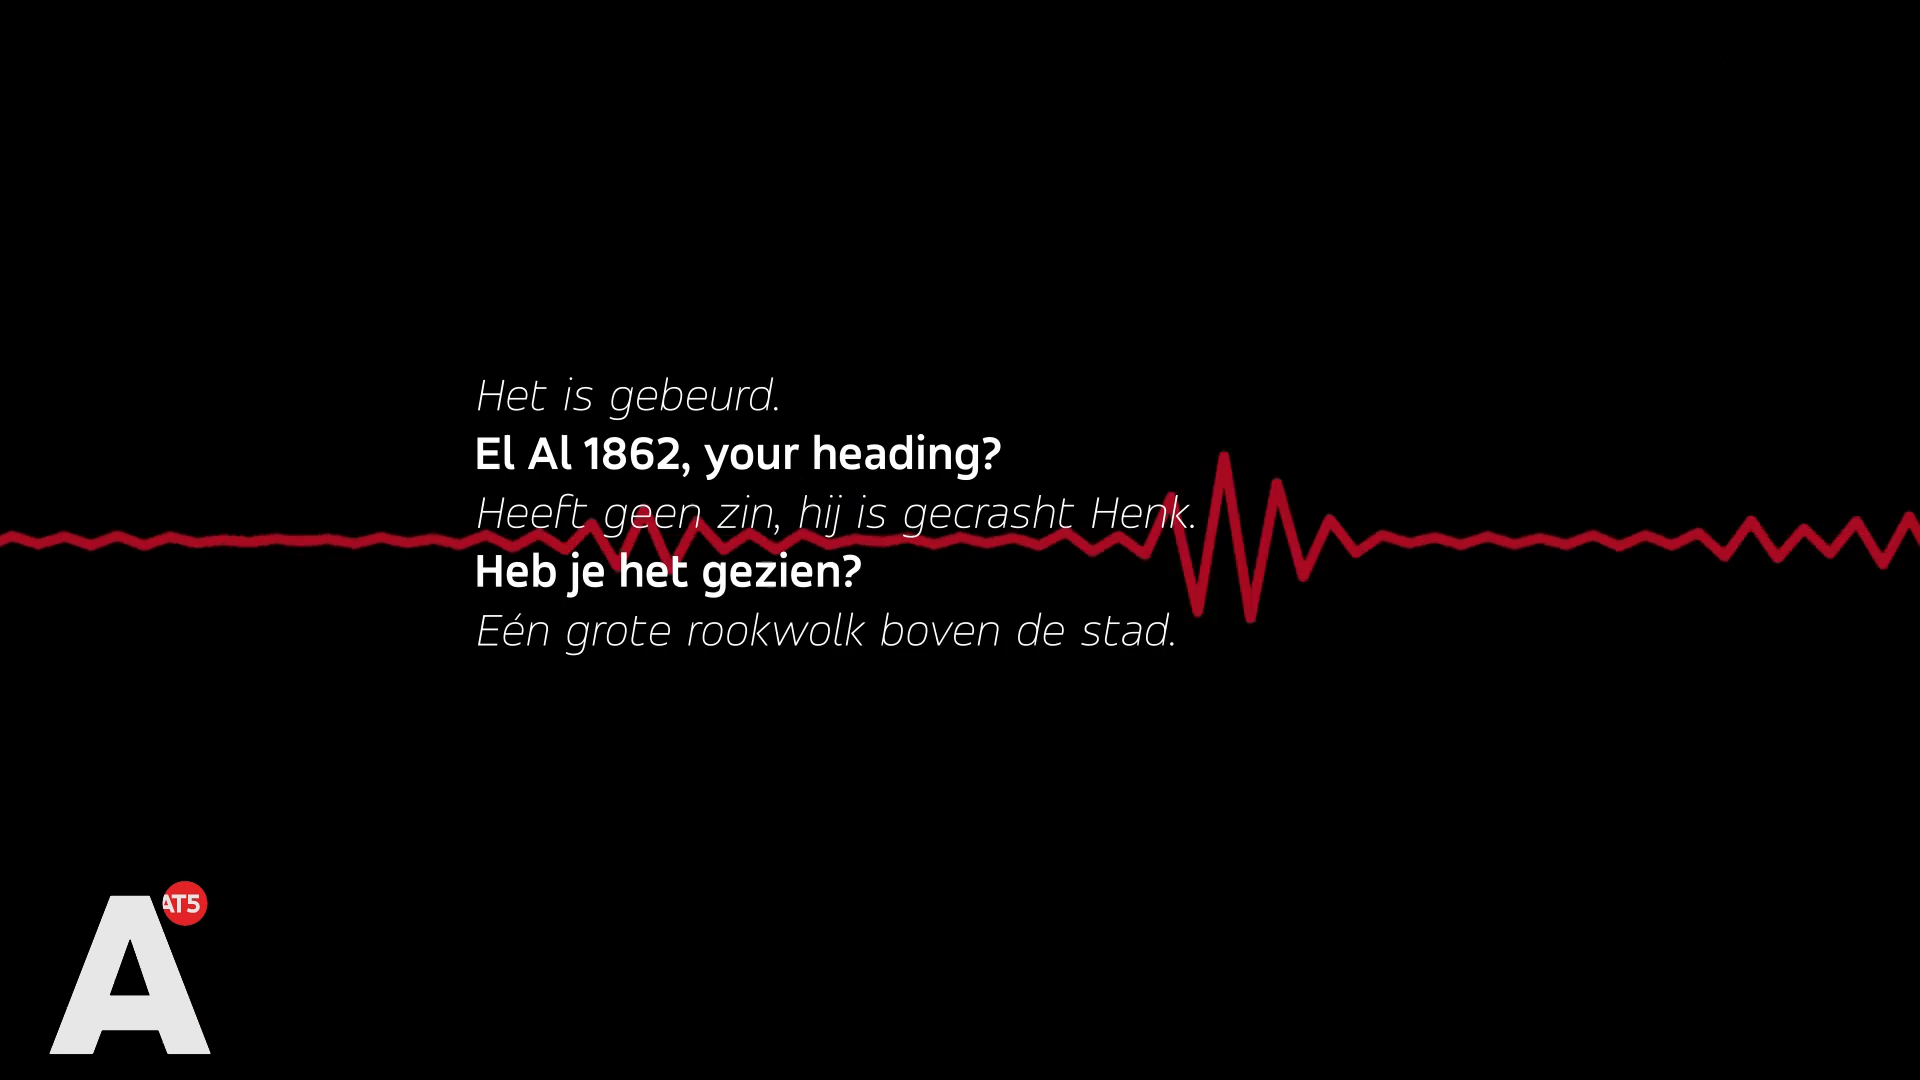 Het is gebeurd.
El Al 1862, your heading?
Heeft geen zin, hij is gecrasht Henk.
Heb je het gezien?
Eén grote rookwolk boven de stad.
A
AT5